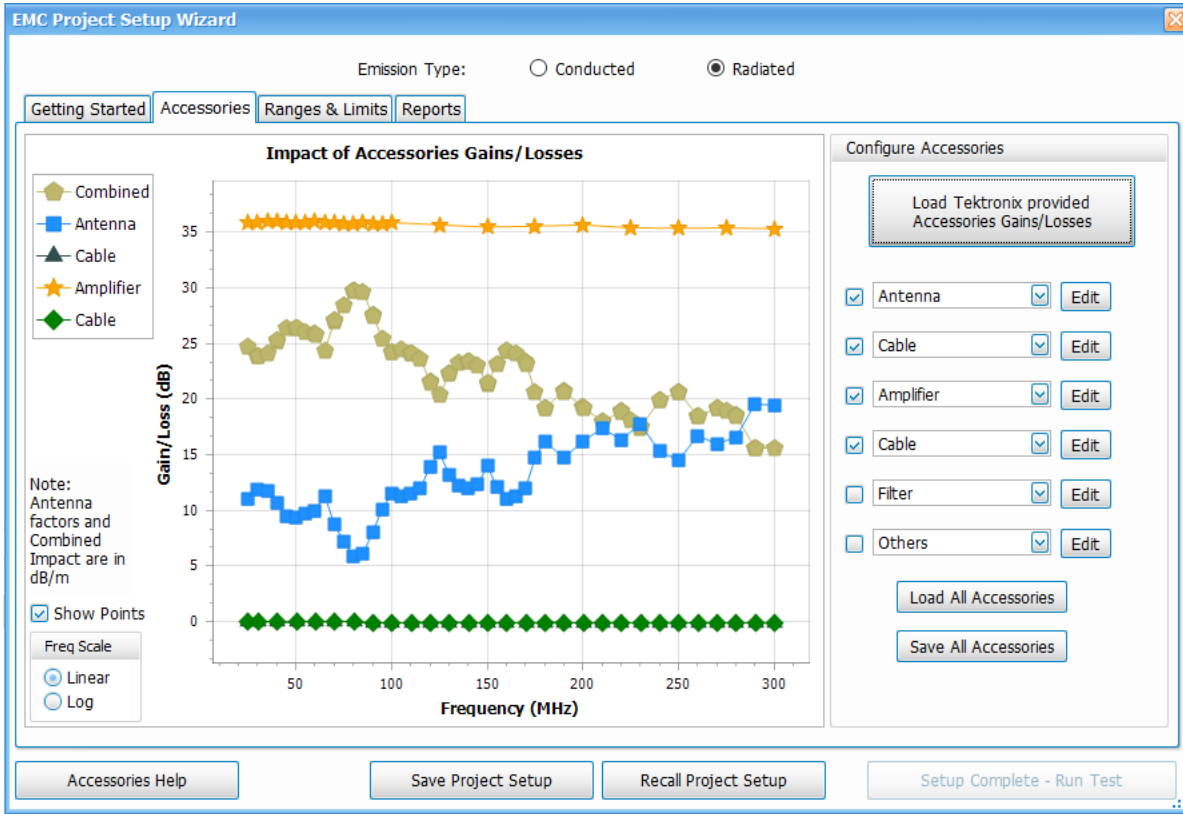 EMC Project Setup Wizard
Emission Type:
Conducted
Radiated
Getting Started
Accessories
Ranges & Limits
Reports
Impact of Accessories Gains/Losses
Combined
Antenna
Cable
Amplifier
Cable
Note:
Antenna
factors and
Combined
Impact are in
dB/m
Show Points
Freq Scale
Linear
Log
Gain/Loss (dB)
35
30
25
20
15
10
5
0
50
100
150
200
250
300
Frequency (MHz)
Configure Accessories
Load Tektronix provided
Accessories Gains/Losses
Antenna
Edit
Cable
Edit
Amplifier
Edit
Cable
Edit
Filter
Edit
Others
Edit
Load All Accessories
Save All Accessories
Accessories Help
Save Project Setup
Recall Project Setup
Setup Complete - Run Test